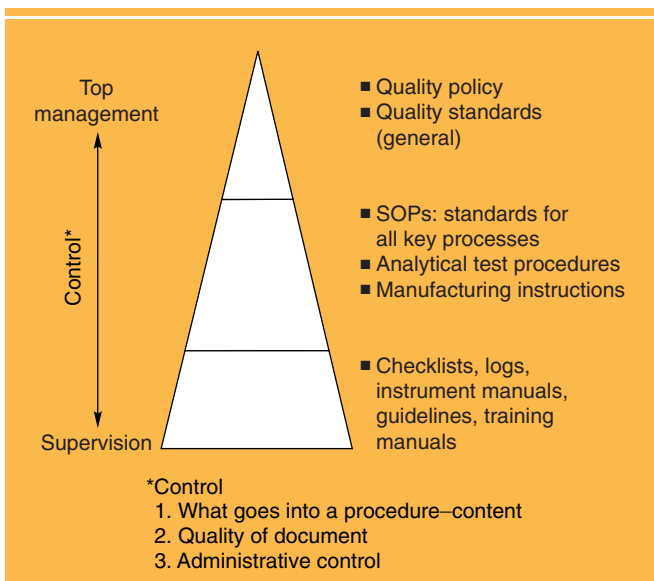 Top
management
Control*
Supervision
■ Quality policy
■ Quality standards
(general)
■ SOPs: standards for
all key processes
■ Analytical test procedures
■ Manufacturing instructions
■ Checklists, logs,
instrument manuals,
guidelines, training
manuals
*Control
1. What goes into a procedure–content
2. Quality of document
3. Administrative control